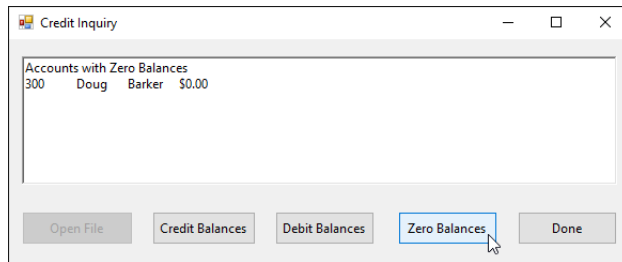 Credit Inquiry
Accounts with Zero Balances
300 Doug Barker $0.00
Open File Credit Balances Debit Balances Zero Balances Done